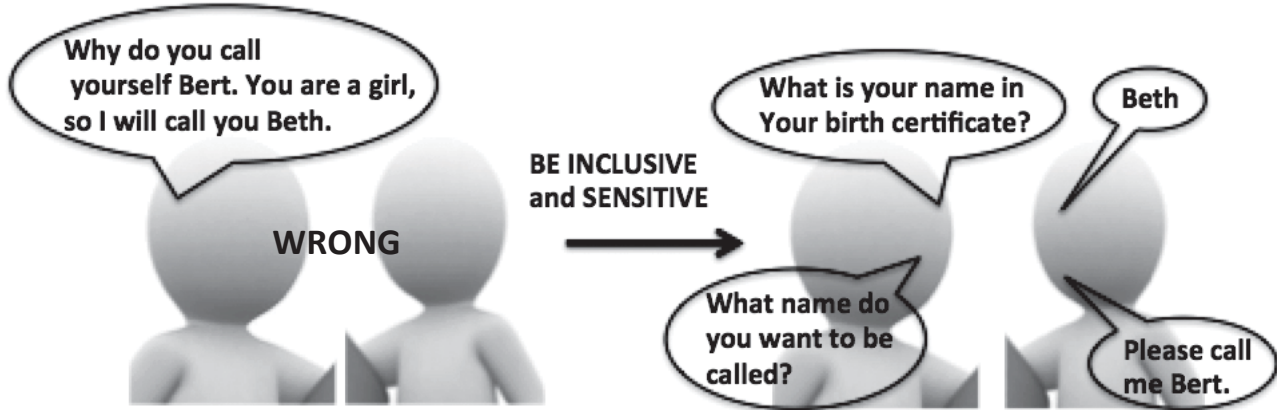 Why do you call
yourself Bert. You are a girl,
so I will call you Beth.
WRONG
BE INCLUSIVE
and SENSITIVE
What is your name in
Your birth certificate?
Beth
What name do
you want to be
called?
Please call
me Bert.